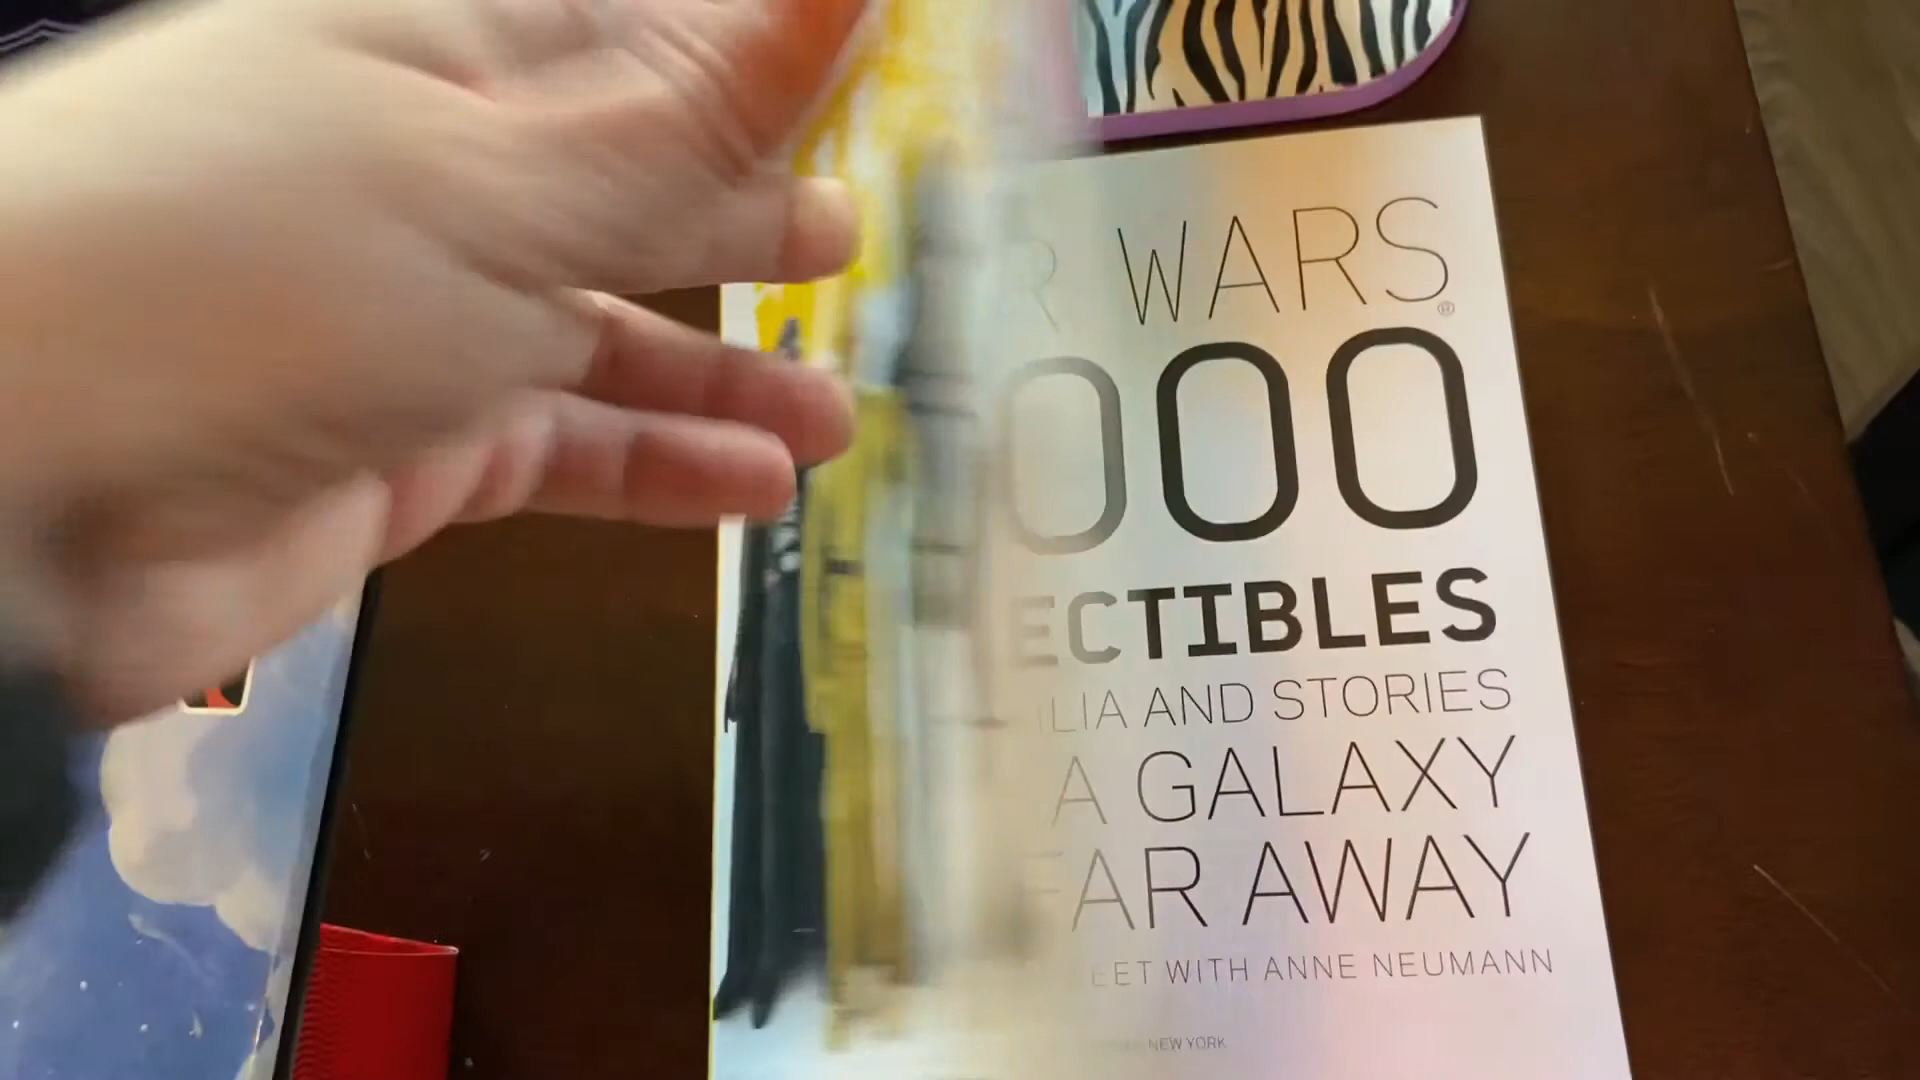 R WARS®
000
ECTIBLES
ILIA AND STORIES
A GALAXY
FAR AWAY
EET WITH ANNE NEUMANN
NEW YORK